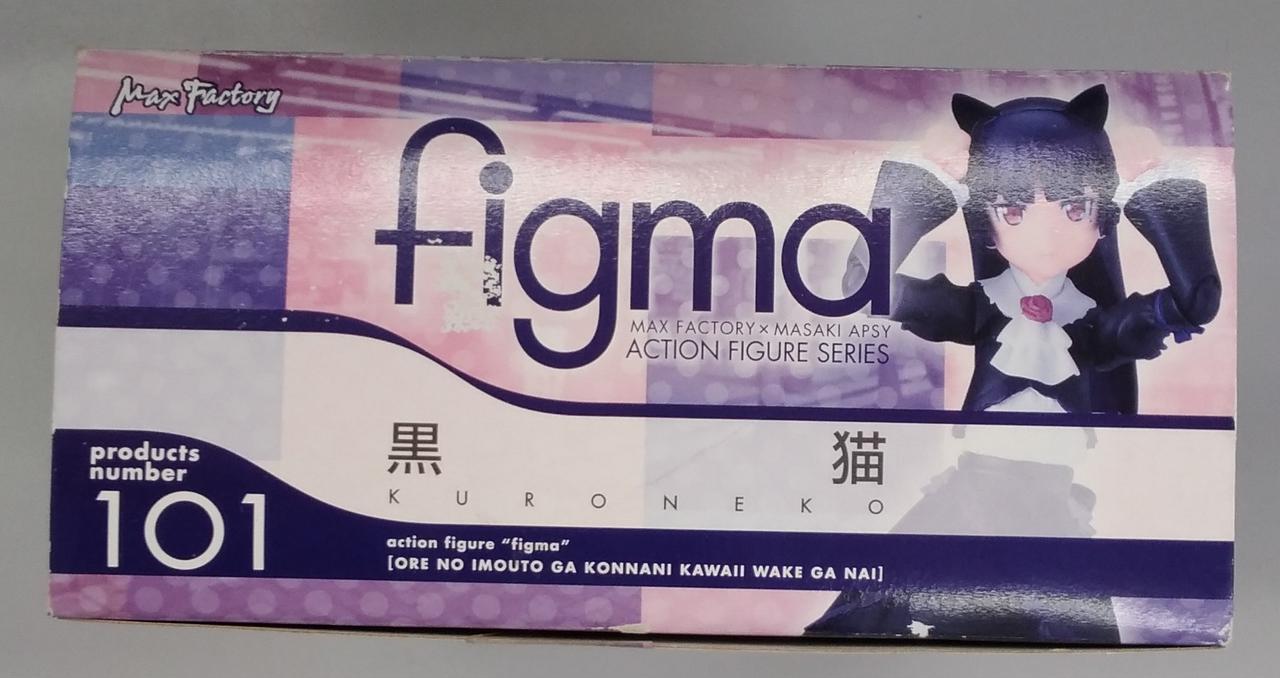 Max Factory
figma
MAX FACTORY×MASAKI APSY
ACTION FIGURE SERIES
黒猫
KURONEKO
products
number
101
action figure "figma"
[ORE NO IMOUTO GA KONNANI KAWAII WAKE GA NAI]